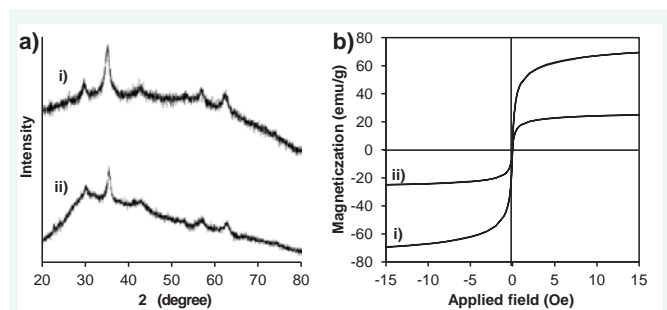 a)
i)
ii)
Intensity
20 30 40 50 60 70 80
2 (degree)
b)
Magneticzation (emu/g)
80
60
40
20
0
-20
-40
-60
-80
ii)
i)
-15 -10 -5 0 5 10 15
Applied field (Oe)